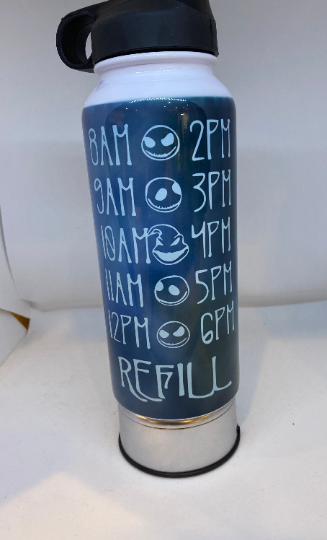 8AM 2PM
9AM 3PM
10AM 4PM
11AM 5PM
12PM 6PM
REFILL